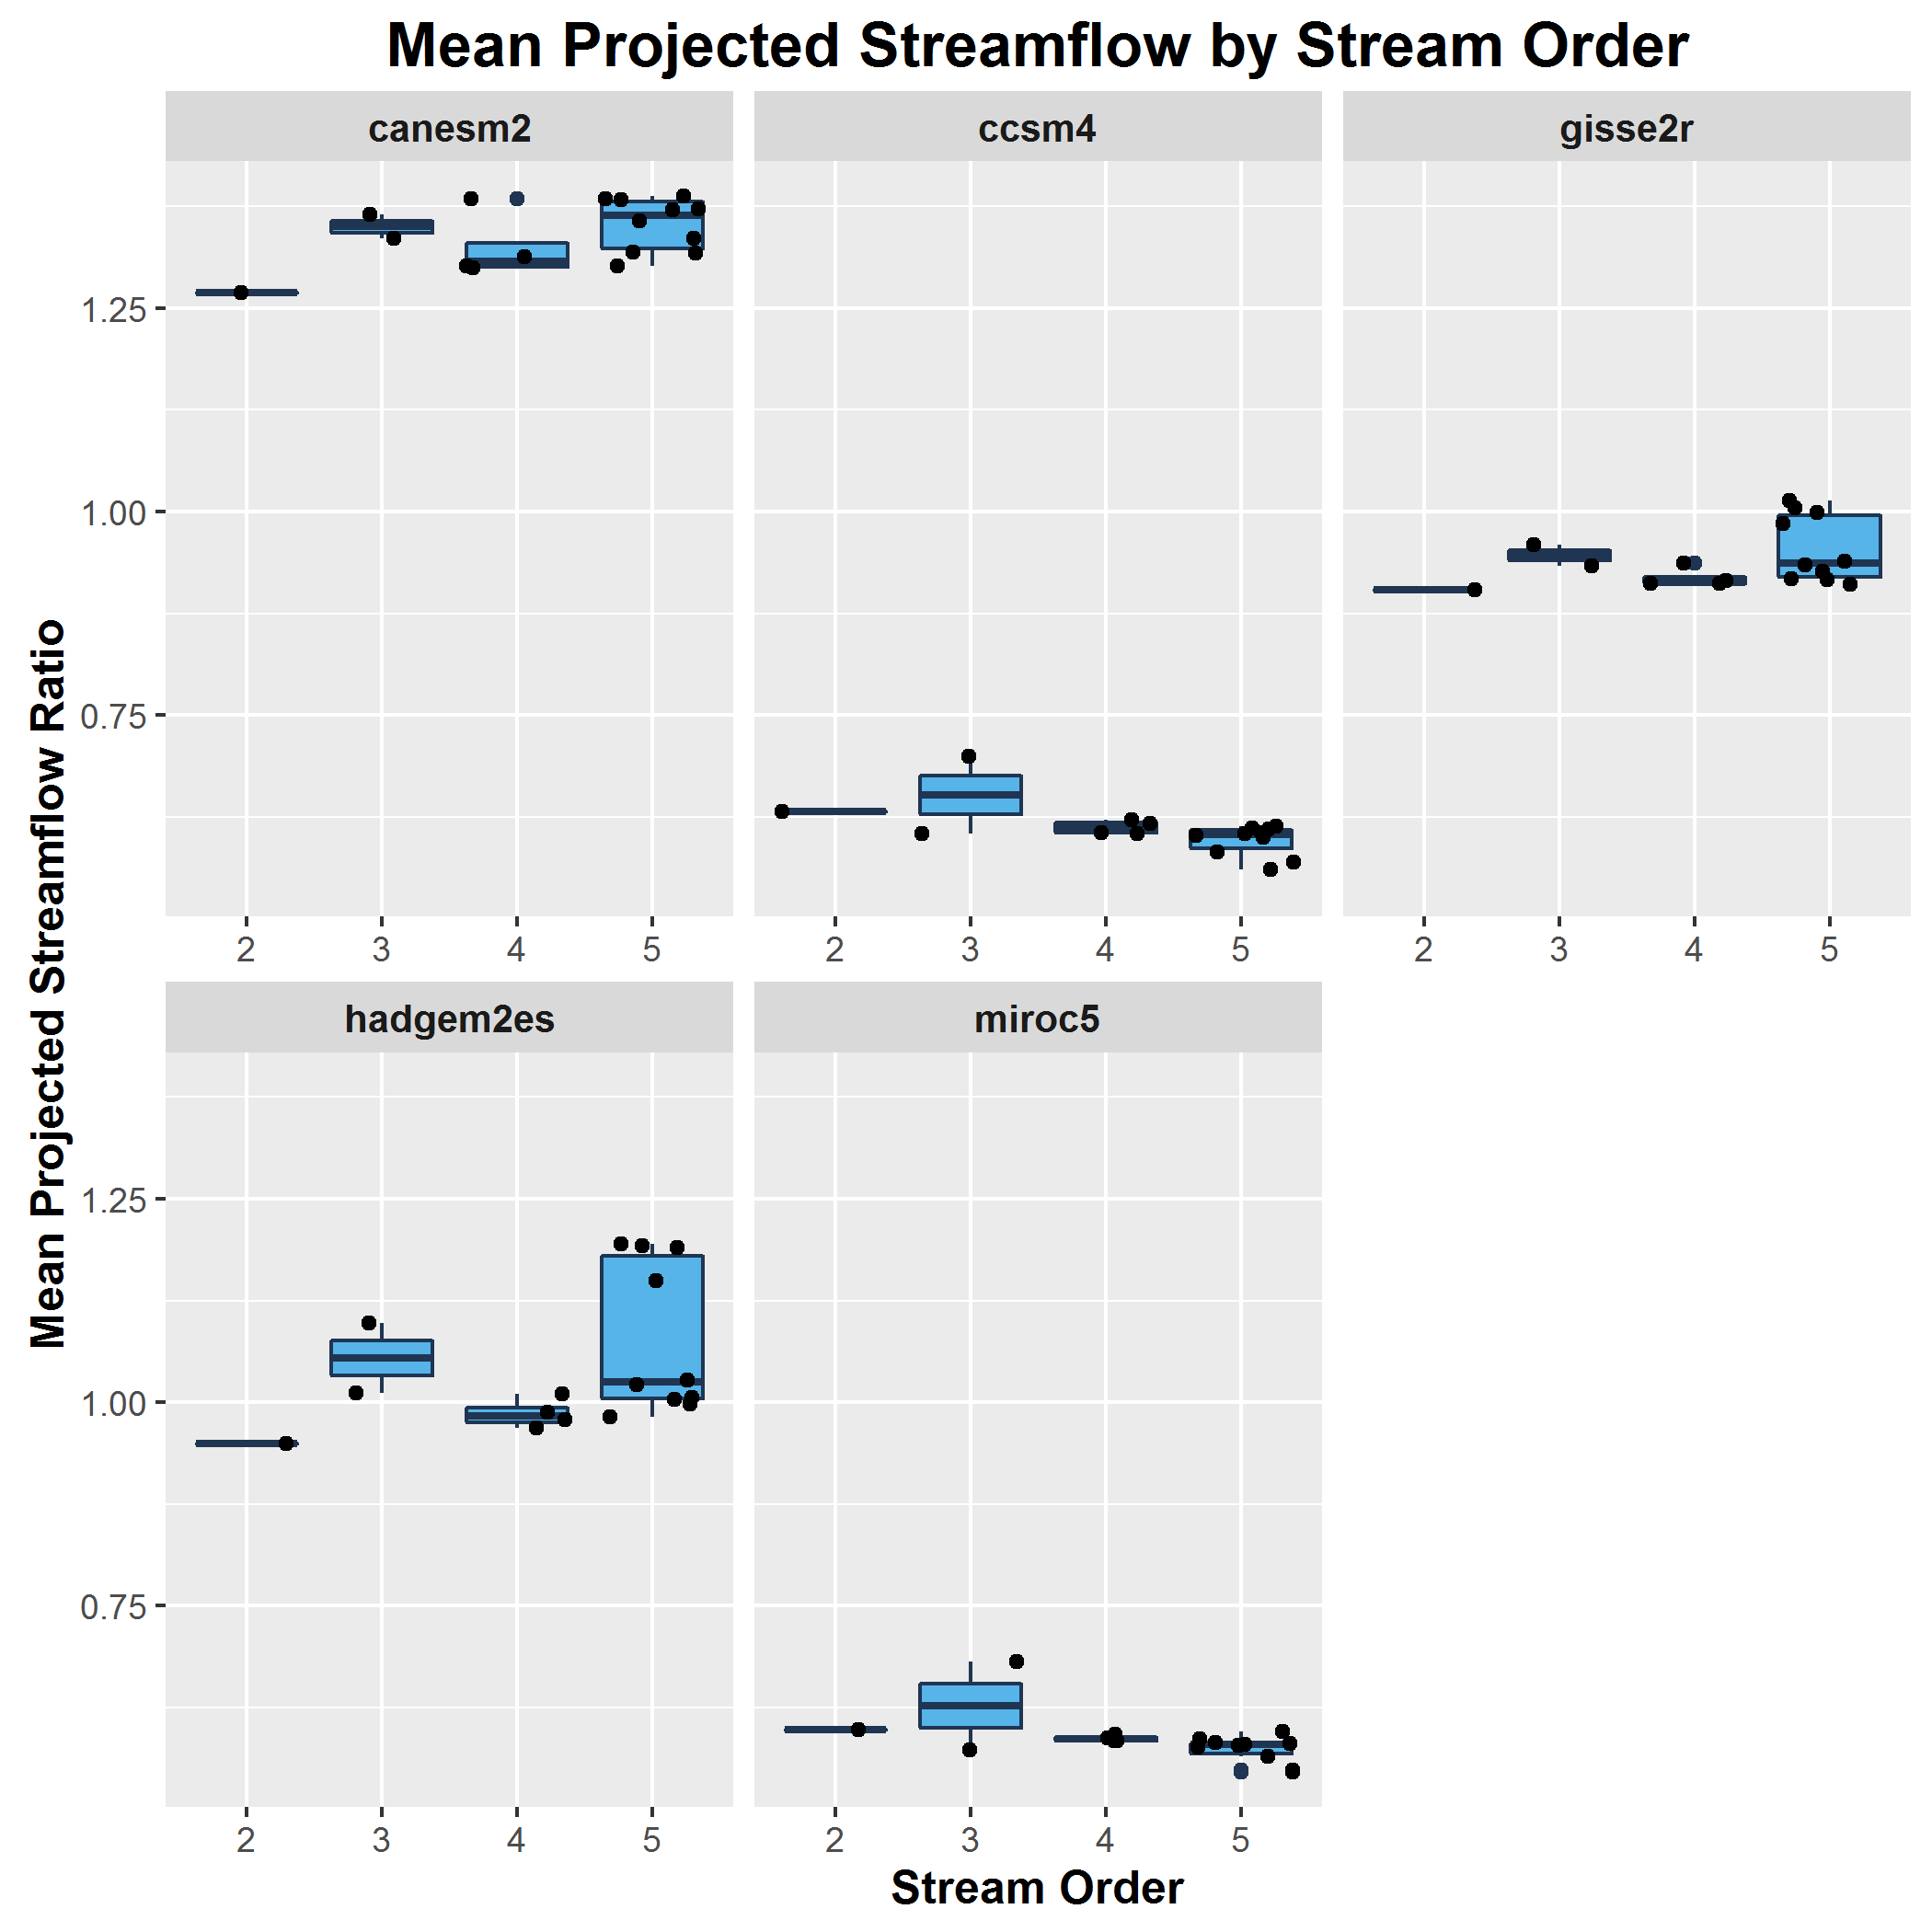 Mean Projected Streamflow by Stream Order
canesm2 ccsm4 gisse2r
1.25
1.00
0.75
2 3 4 5 2 3 4 5 2 3 4 5
Mean Projected Streamflow Ratio
hadgem2es miroc5
1.25
1.00
0.75
2 3 4 5 2 3 4 5
Stream Order